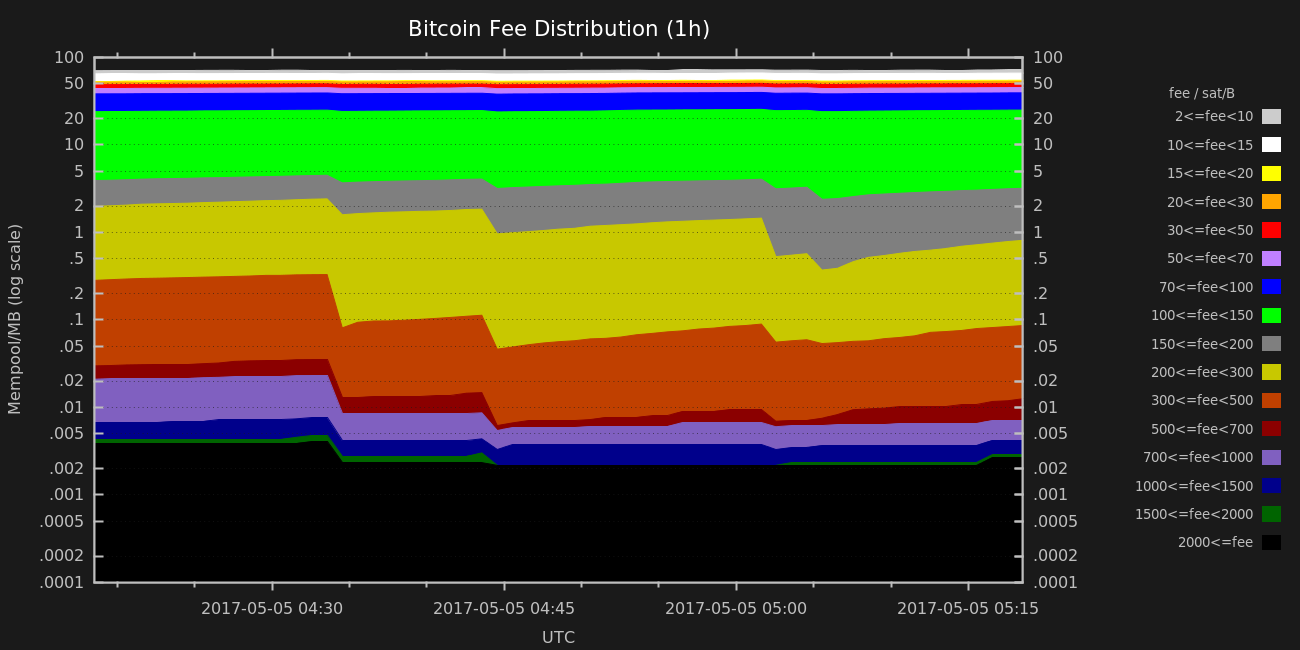 Bitcoin Fee Distribution (1h)
Mempool/MB (log scale)
100
50
20
10
5
2
1
.5
.2
.1
.05
.02
.01
.005
.002
.001
.0005
.0002
.0001
100
50
20
10
5
2
1
.5
.2
.1
.05
.02
.01
.005
.002
.001
.0005
.0002
.0001
2017-05-05 04:30
2017-05-05 04:45
2017-05-05 05:00
2017-05-05 05:15
UTC
fee / sat/B
2<=fee<10
10<=fee<15
15<=fee<20
20<=fee<30
30<=fee<50
50<=fee<70
70<=fee<100
100<=fee<150
150<=fee<200
200<=fee<300
300<=fee<500
500<=fee<700
700<=fee<1000
1000<=fee<1500
1500<=fee<2000
2000<=fee